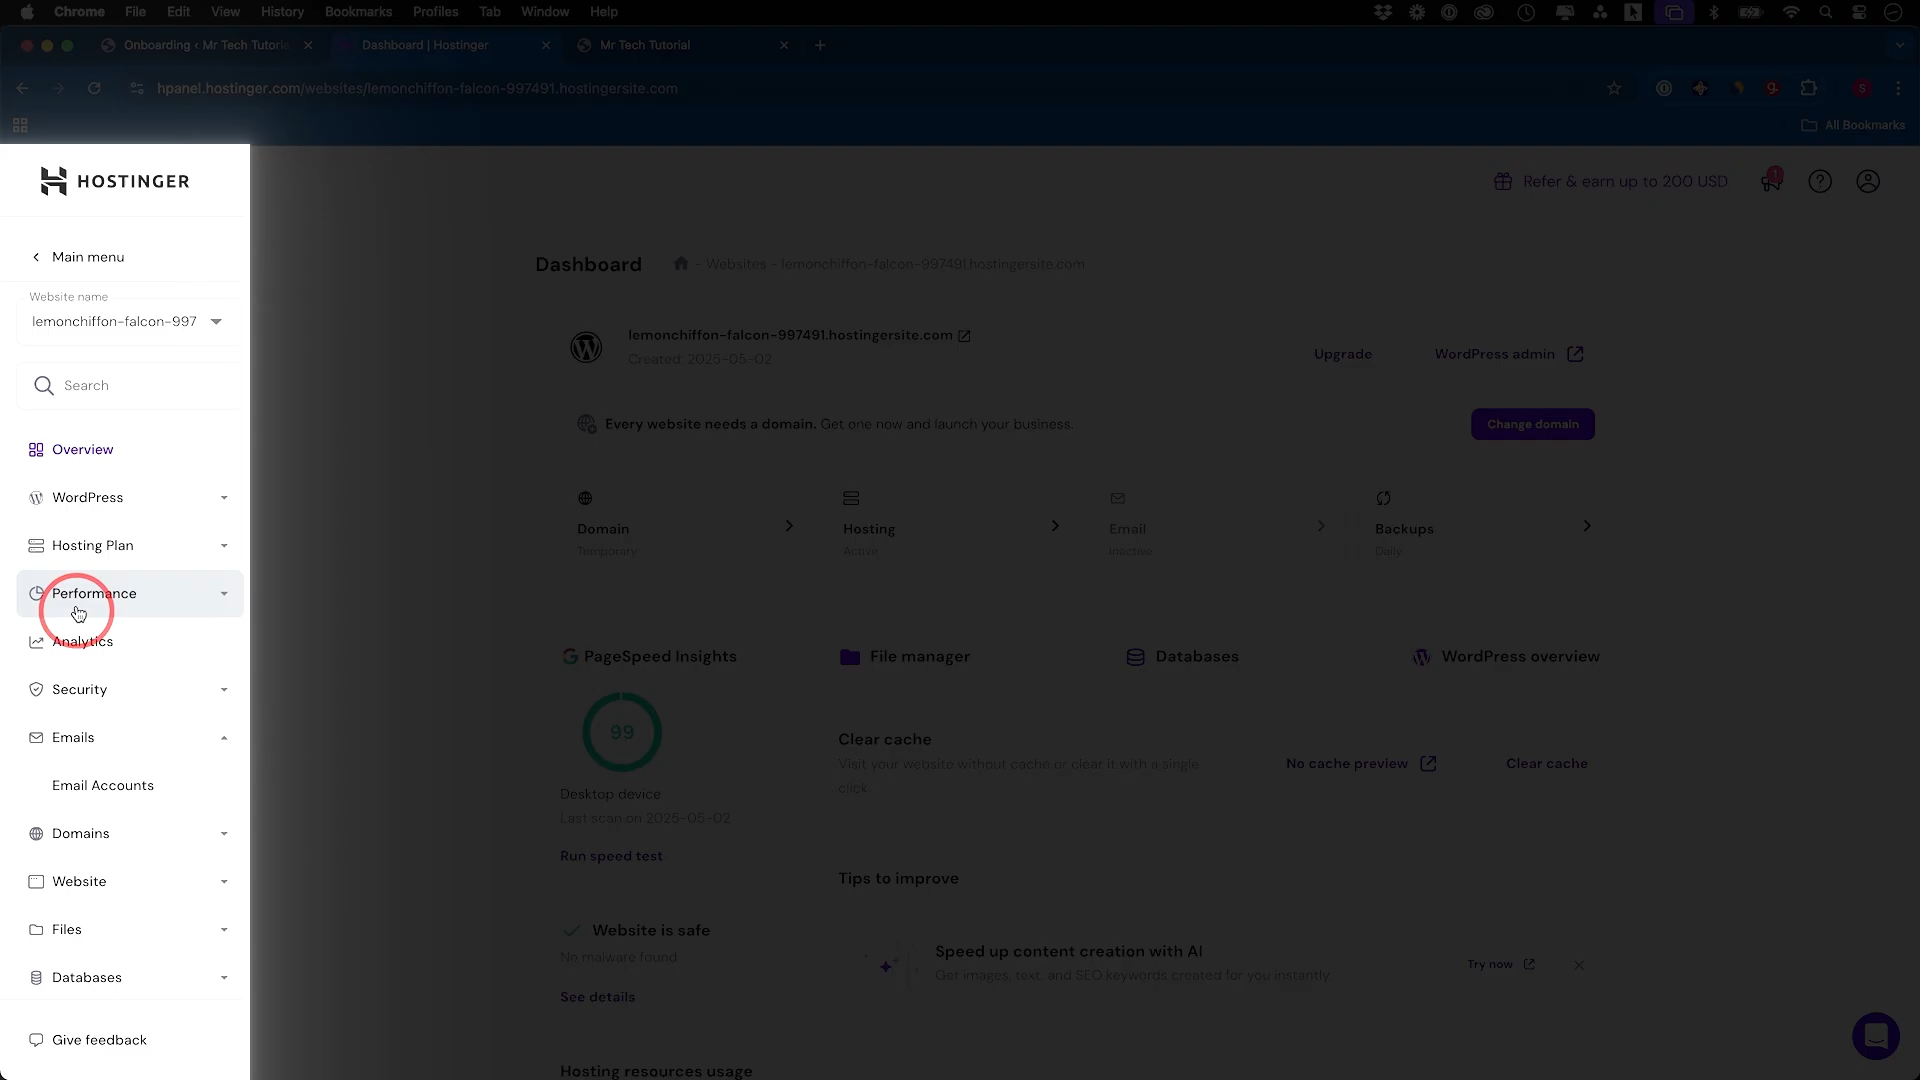 Chrome File Edit View History Bookmarks Profiles Tab Window Help
Onboarding ‹ Mr Tech Tutoria
Dashboard | Hostinger
Mr Tech Tutorial
hpanel.hostinger.com/websites/lemonchiffon-falcon-997491.hostingersite.com
All Bookmarks
HOSTINGER
Main menu
Website name
lemonchiffon-falcon-997
Search
Overview
WordPress
Hosting Plan
Performance
Analytics
Security
Emails
Email Accounts
Domains
Website
Files
Databases
Give feedback
Refer & earn up to 200 USD
1
Dashboard
- Websites - lemonchiffon-falcon-997491.hostingersite.com
lemonchiffon-falcon-997491.hostingersite.com
Created: 2025-05-02
Upgrade
WordPress admin
Every website needs a domain. Get one now and launch your business.
Change domain
Domain
Temporary
Hosting
Active
Email
Inactive
Backups
Daily
PageSpeed Insights
File manager
Databases
WordPress overview
99
Desktop device
Last scan on 2025-05-02
Run speed test
Clear cache
Visit your website without cache or clear it with a single
click.
No cache preview
Clear cache
Tips to improve
Website is safe
No malware found
See details
Speed up content creation with AI
Get images, text, and SEO keywords created for you instantly
Try now
Hosting resources usage